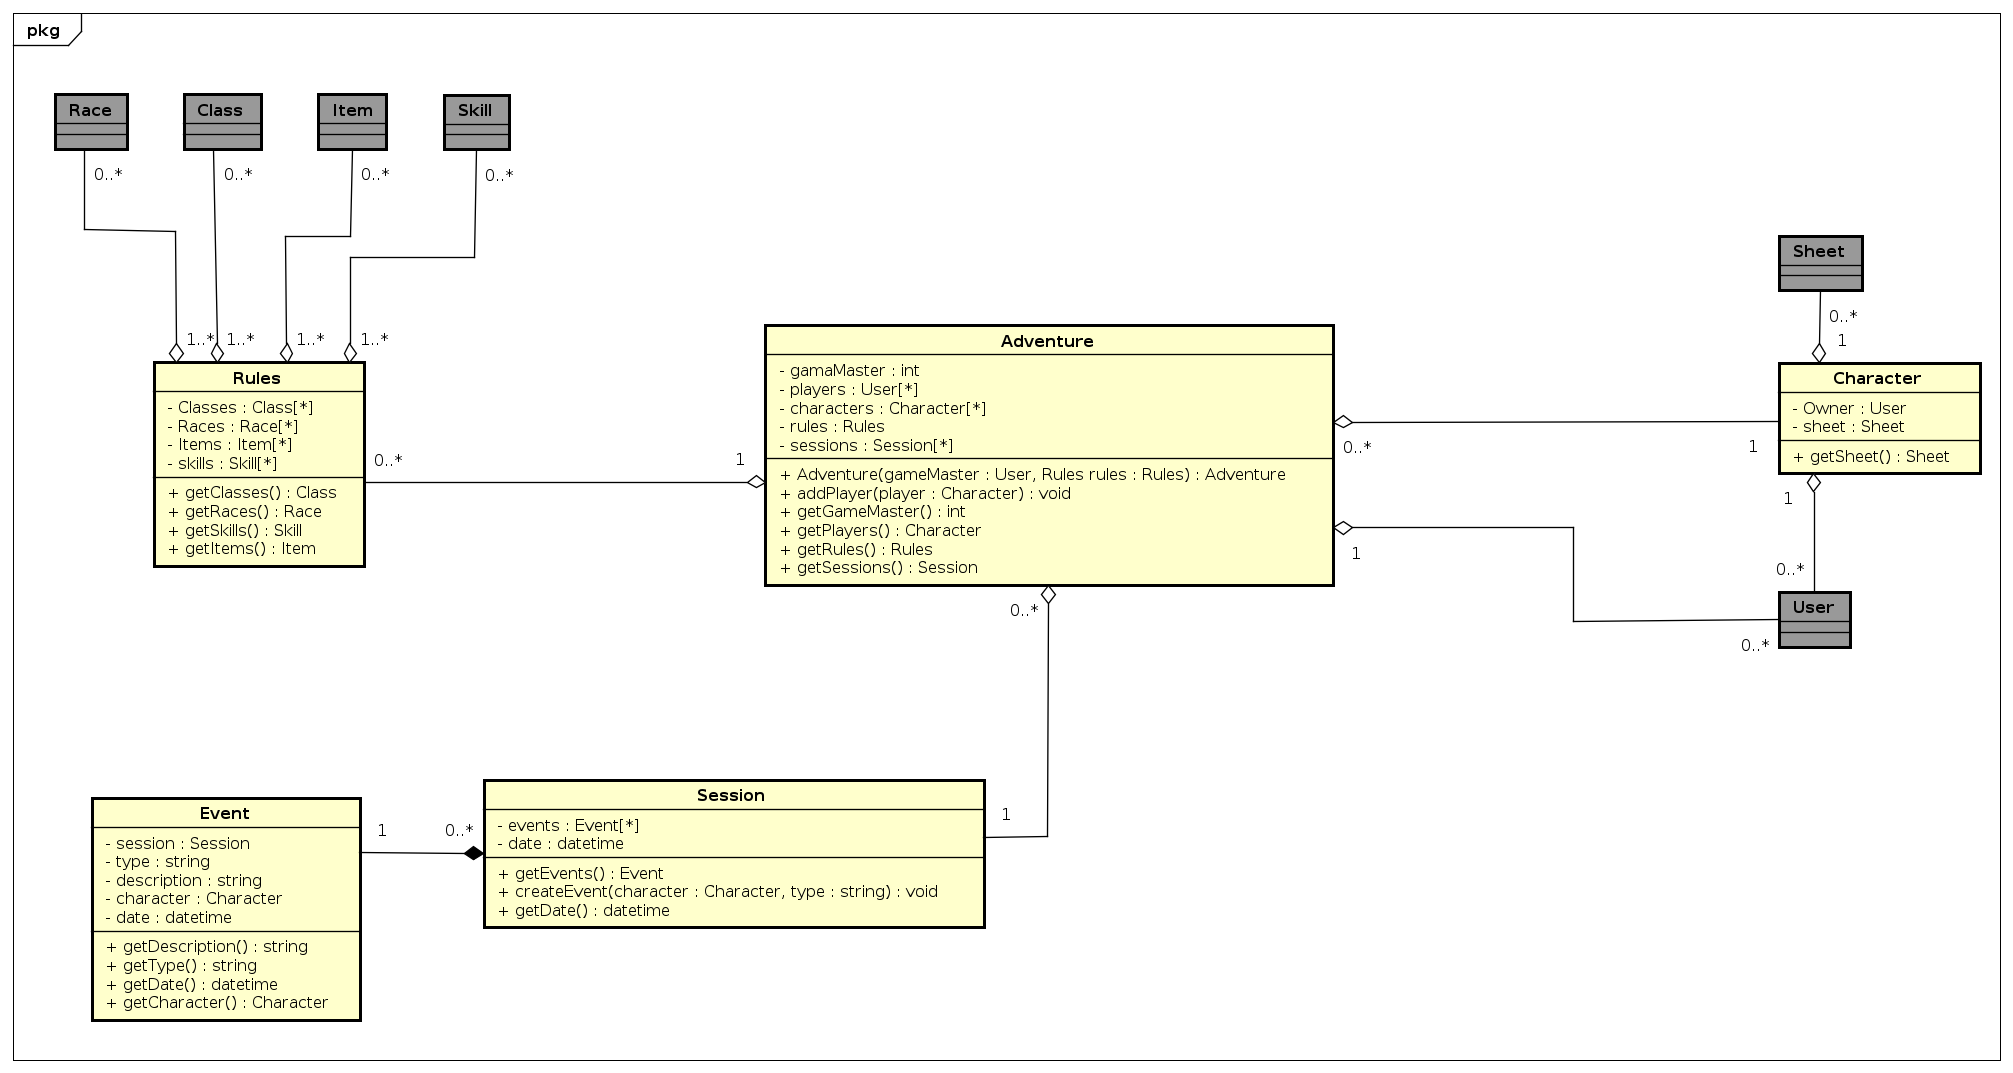 pkg
Race
Class
Item
Skill
0..*
0..*
0..*
0..*
1..*
1..*
1..*
1..*
Rules
- Classes : Class[*]
- Races : Race[*]
- Items : Item[*]
- skills : Skill[*]
+ getClasses() : Class
+ getRaces() : Race
+ getSkills() : Skill
+ getItems() : Item
0..*
1
Adventure
- gamaMaster : int
- players : User[*]
- characters : Character[*]
- rules : Rules
- sessions : Session[*]
+ Adventure(gameMaster : User, Rules rules : Rules) : Adventure
+ addPlayer(player : Character) : void
+ getGameMaster() : int
+ getPlayers() : Character
+ getRules() : Rules
+ getSessions() : Session
0..*
1
1
0..*
Sheet
0..*
1
Character
- Owner : User
- sheet : Sheet
+ getSheet() : Sheet
1
0..*
User
0..*
1
Session
- events : Event[*]
- date : datetime
+ getEvents() : Event
+ createEvent(character : Character, type : string) : void
+ getDate() : datetime
1
0..*
Event
- session : Session
- type : string
- description : string
- character : Character
- date : datetime
+ getDescription() : string
+ getType() : string
+ getDate() : datetime
+ getCharacter() : Character